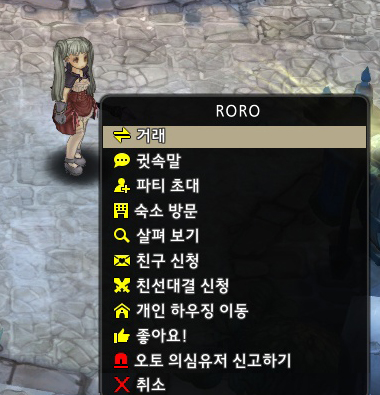 RORO
거래
귓속말
파티 초대
숙소 방문
살펴 보기
친구 신청
친선대결 신청
개인 하우징 이동
좋아요!
오토 의심유저 신고하기
취소